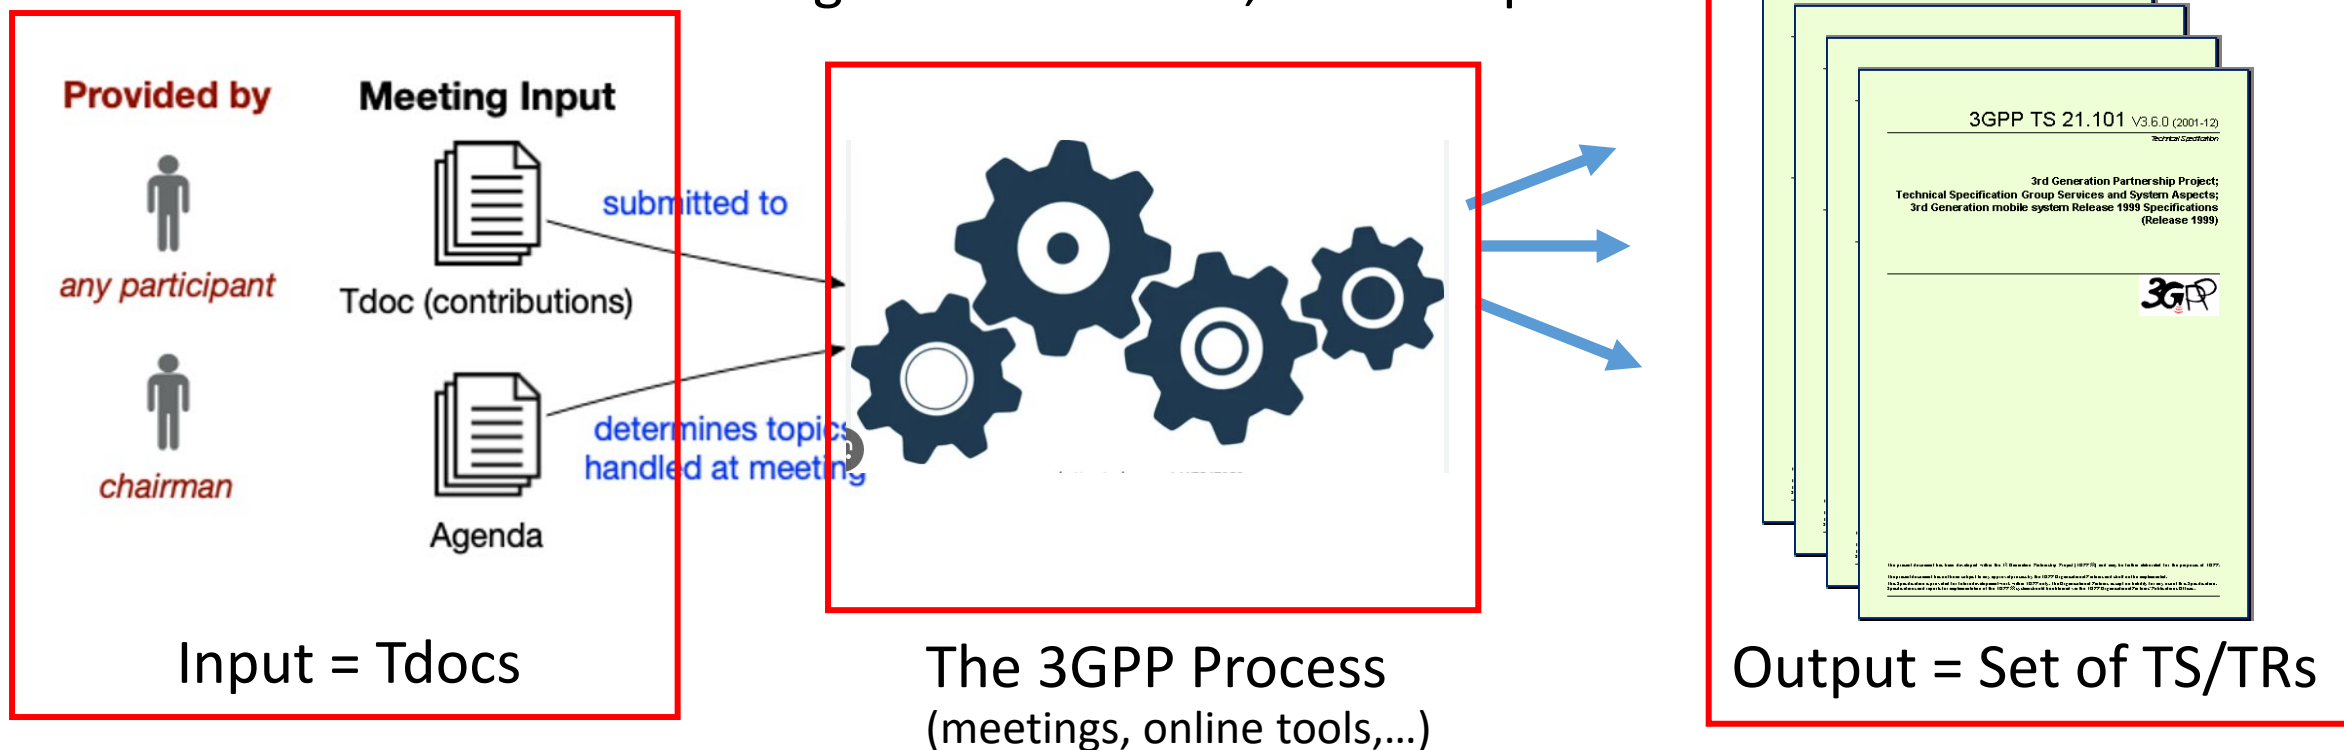 Provided by
Meeting Input
submitted to
any participant
Tdoc (contributions)
determines topics
handled at meeting
chairman
Agenda
Input = Tdocs
The 3GPP Process
(meetings, online tools,...)
3GPP TS 21.101 V3.6.0 (2001-12)
Technical Specification
3rd Generation Partnership Project;
Technical Specification Group Services and System Aspects;
3rd Generation mobile system Release 1999 Specifications
(Release 1999)
3GPP
Output = Set of TS/TRs